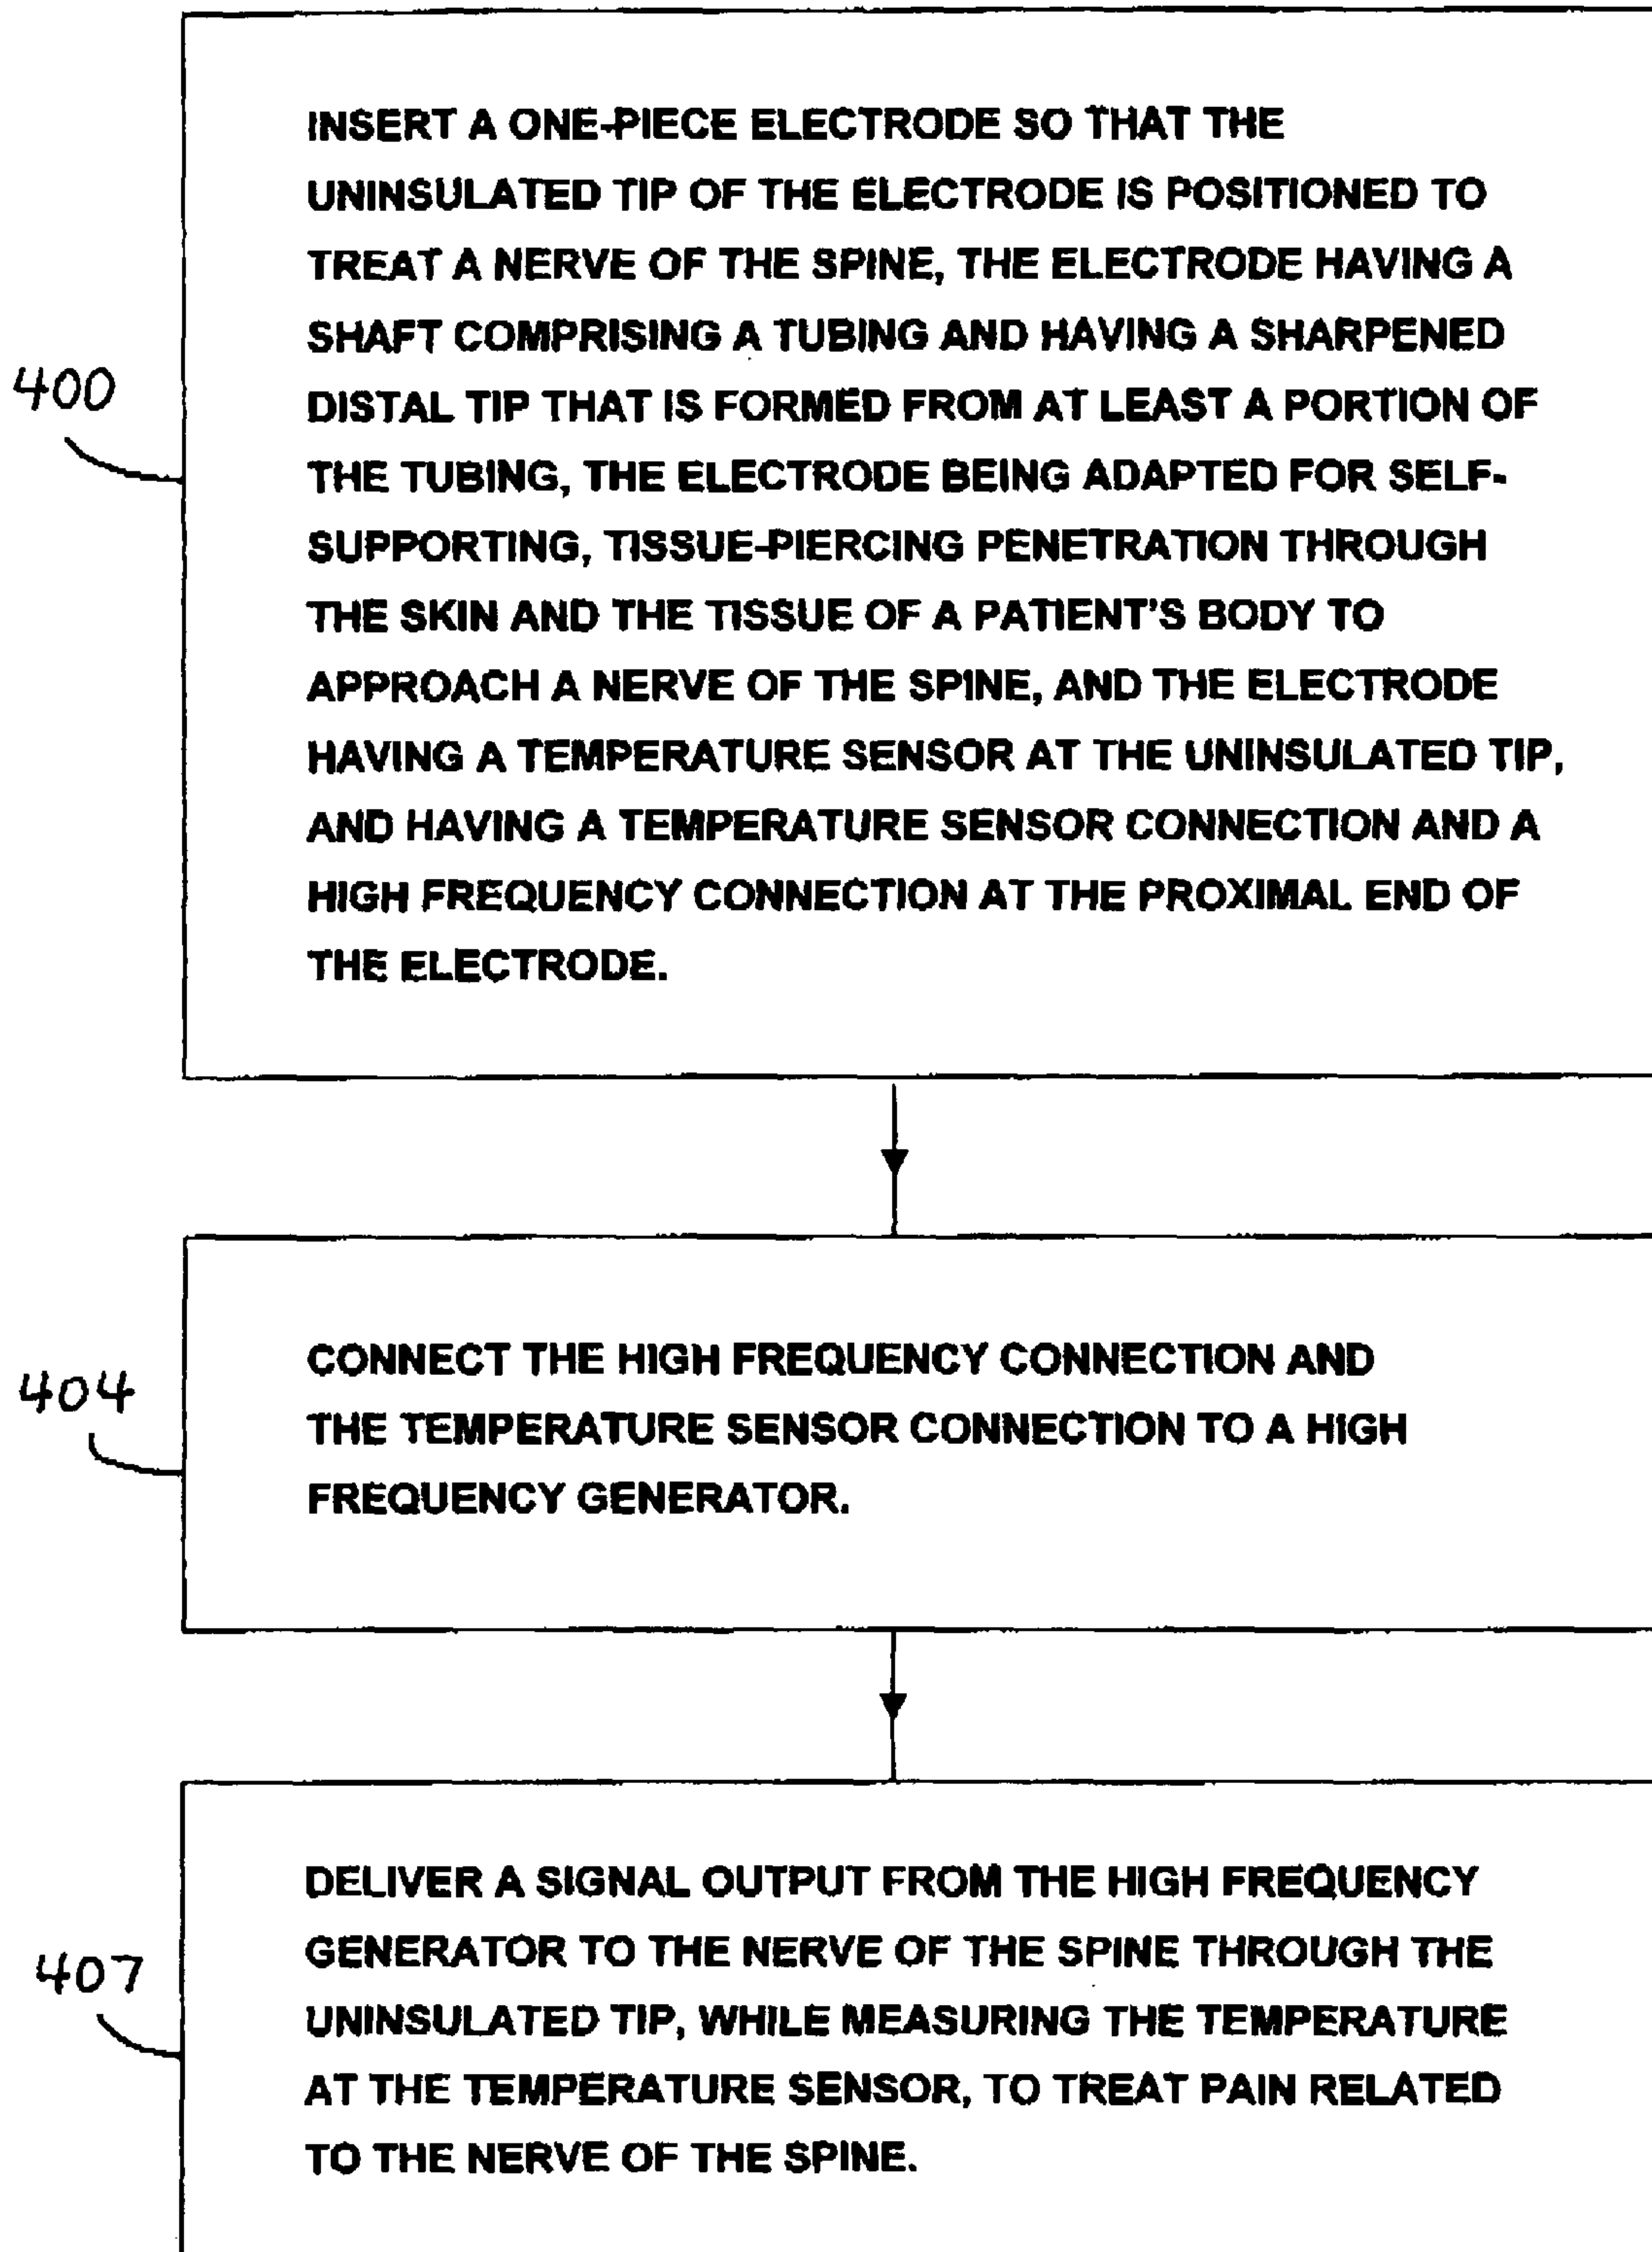 INSERT A ONE-PIECE ELECTRODE SO THAT THE
UNINSULATED TIP OF THE ELECTRODE IS POSITIONED TO
TREAT A NERVE OF THE SPINE, THE ELECTRODE HAVING A
SHAFT COMPRISING A TUBING AND HAVING A SHARPENED
DISTAL TIP THAT IS FORMED FROM AT LEAST A PORTION OF
THE TUBING, THE ELECTRODE BEING ADAPTED FOR SELF-
SUPPORTING, TISSUE-PIERCING PENETRATION THROUGH
THE SKIN AND THE TISSUE OF A PATIENT'S BODY TO
APPROACH A NERVE OF THE SPINE, AND THE ELECTRODE
HAVING A TEMPERATURE SENSOR AT THE UNINSULATED TIP,
AND HAVING A TEMPERATURE SENSOR CONNECTION AND A
HIGH FREQUENCY CONNECTION AT THE PROXIMAL END OF
THE ELECTRODE.
400
CONNECT THE HIGH FREQUENCY CONNECTION AND
THE TEMPERATURE SENSOR CONNECTION TO A HIGH
FREQUENCY GENERATOR.
404
DELIVER A SIGNAL OUTPUT FROM THE HIGH FREQUENCY
GENERATOR TO THE NERVE OF THE SPINE THROUGH THE
UNINSULATED TIP, WHILE MEASURING THE TEMPERATURE
AT THE TEMPERATURE SENSOR, TO TREAT PAIN RELATED
TO THE NERVE OF THE SPINE.
407